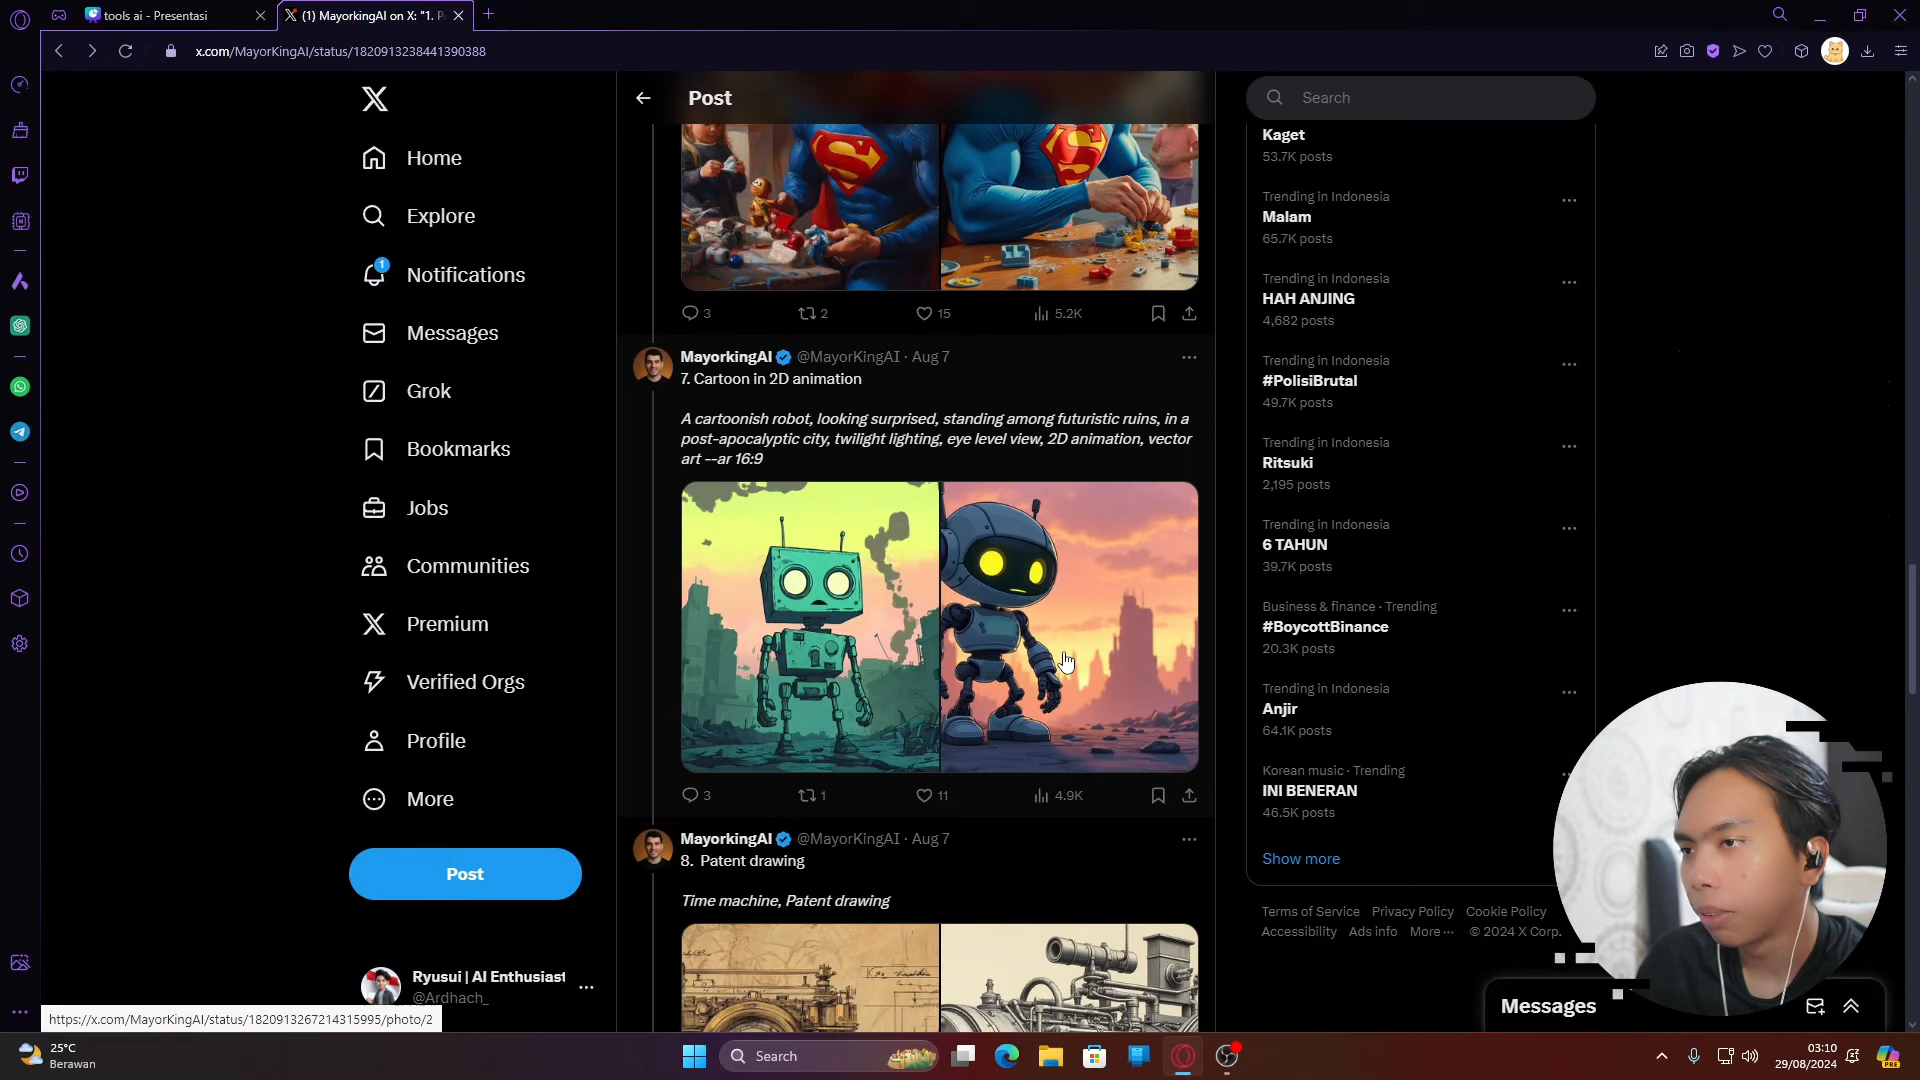 tools ai - Presentasi
(1) MayorkingAI on X: "1. P
x.com/MayorKingAI/status/1820913238441390388
Home
Explore
1
Notifications
Messages
Grok
Bookmarks
Jobs
Communities
Premium
Verified Orgs
Profile
More
Post
Ryusui | AI Enthusiast
@Ardhach_
https://x.com/MayorKingAI/status/1820913267214315995/photo/2
Post
3
2
15
5.2K
MayorkingAI @MayorKingAI · Aug 7
7. Cartoon in 2D animation
A cartoonish robot, looking surprised, standing among futuristic ruins, in a
post-apocalyptic city, twilight lighting, eye level view, 2D animation, vector
art --ar 16:9
3
1
11
4.9K
MayorkingAI @MayorKingAI · Aug 7
8. Patent drawing
Time machine, Patent drawing
Search
Kaget
53.7K posts
Trending in Indonesia
Malam
65.7K posts
Trending in Indonesia
HAH ANJING
4,682 posts
Trending in Indonesia
#PolisiBrutal
49.7K posts
Trending in Indonesia
Ritsuki
2,195 posts
Trending in Indonesia
6 TAHUN
39.7K posts
Business & finance · Trending
#BoycottBinance
20.3K posts
Trending in Indonesia
Anjir
64.1K posts
Korean music · Trending
INI BENERAN
46.5K posts
Show more
Terms of Service Privacy Policy Cookie Policy
Accessibility Ads info More ··· © 2024 X Corp.
Messages
25°C
Berawan
Search
03:10
29/08/2024
PRE